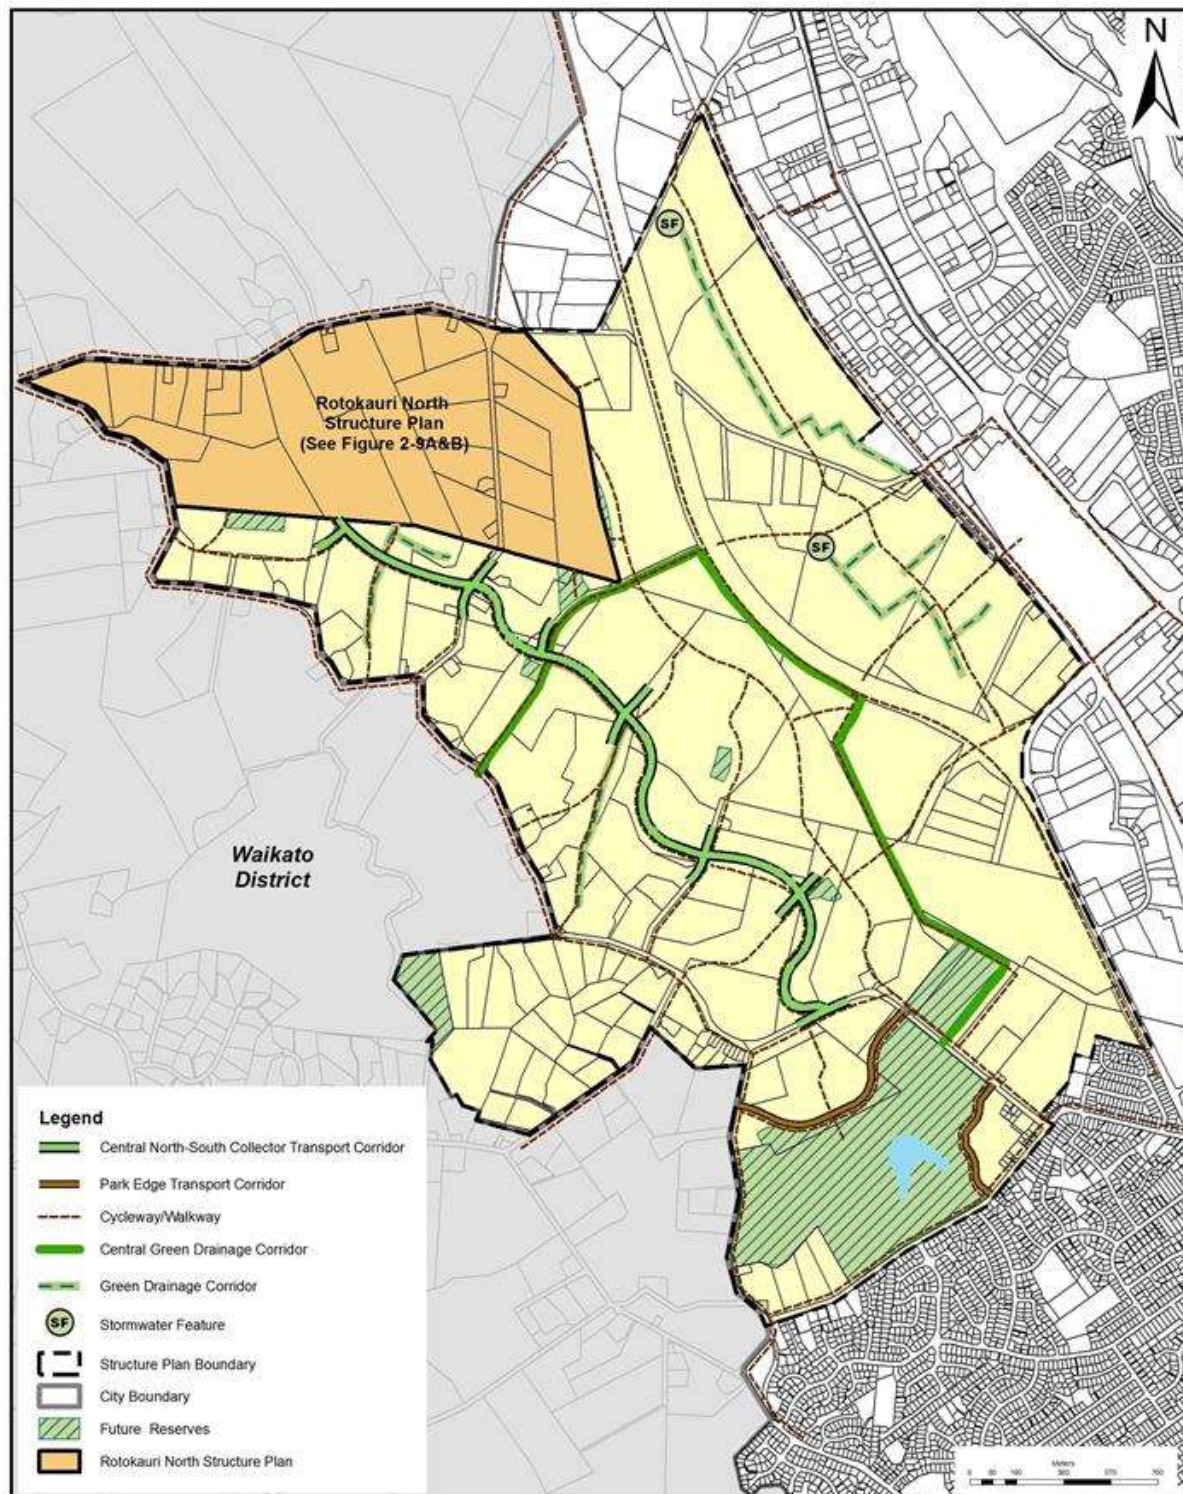 N
SF
Rotokauri North
Structure Plan
(See Figure 2-9A&B)
SF
Waikato
District
Legend
Central North-South Collector Transport Corridor
Park Edge Transport Corridor
Cycleway/Walkway
Central Green Drainage Corridor
Green Drainage Corridor
SF Stormwater Feature
Structure Plan Boundary
City Boundary
Future Reserves
Rotokauri North Structure Plan
Meters